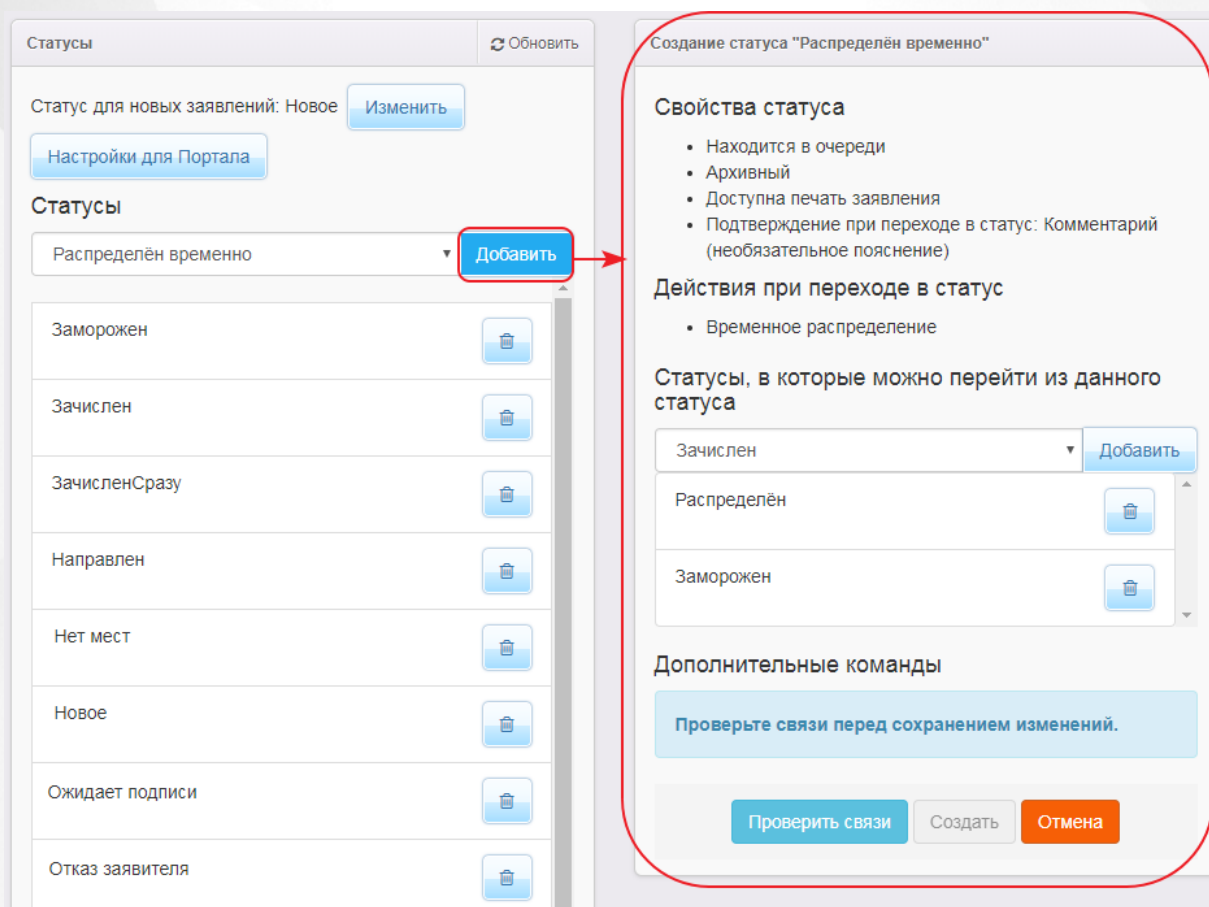 Статусы
Обновить
Статус для новых заявлений: Новое
Изменить
Настройки для Портала
Статусы
Распределён временно
Добавить
Заморожен
Зачислен
ЗачисленСразу
Направлен
Нет мест
Новое
Ожидает подписи
Отказ заявителя
Создание статуса "Распределён временно"
Свойства статуса
Находится в очереди
Архивный
Доступна печать заявления
Подтверждение при переходе в статус: Комментарий
(необязательное пояснение)
Действия при переходе в статус
Временное распределение
Статусы, в которые можно перейти из данного
статуса
Зачислен
Добавить
Распределён
Заморожен
Дополнительные команды
Проверьте связи перед сохранением изменений.
Проверить связи
Создать
Отмена